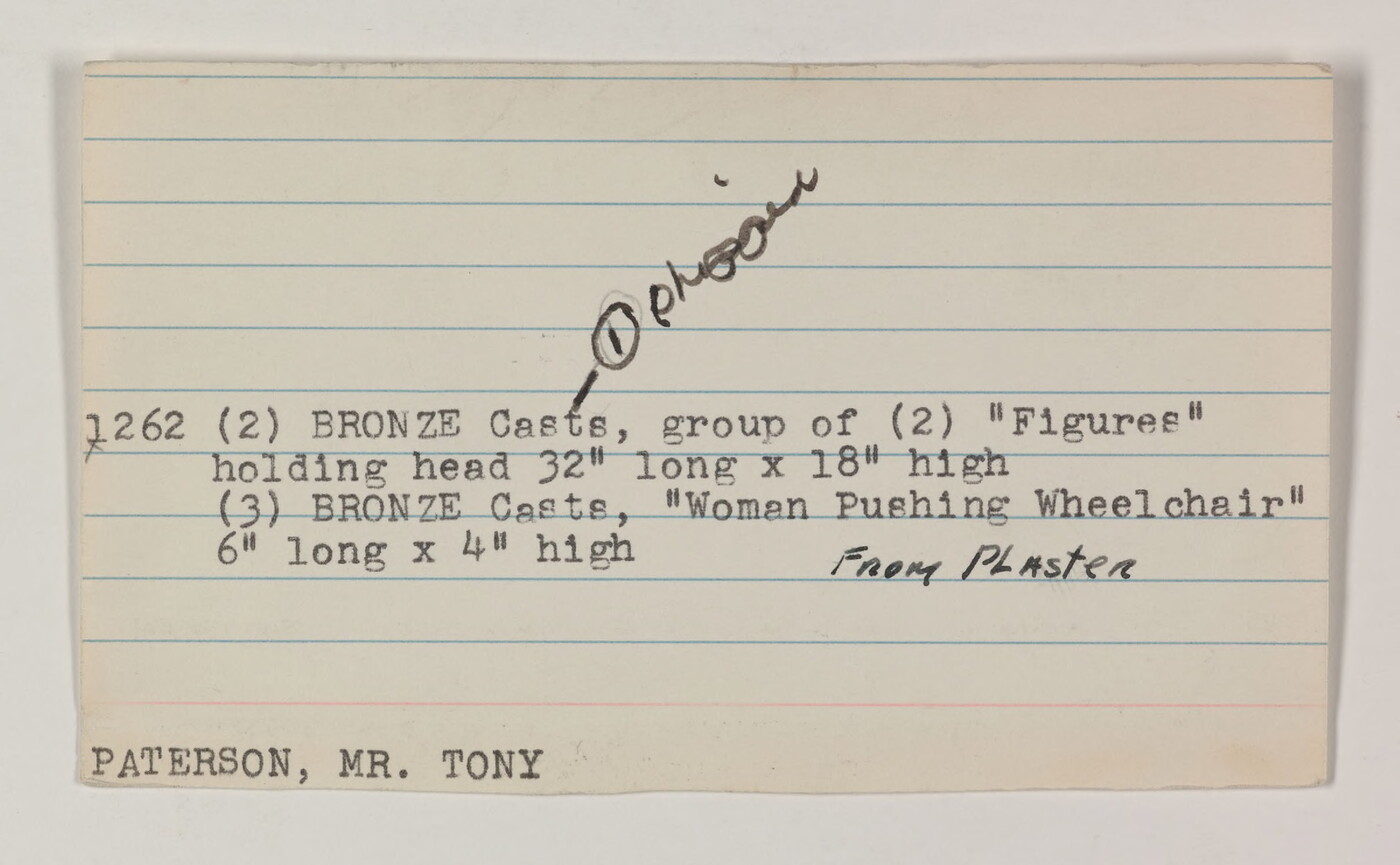 ①
1262 (2) BRONZE Casts, group of (2) "Figures"
holding head 32" long x 18" high
(3) BRONZE Casts, "Woman Pushing Wheelchair"
6" long x 4" high
From PLAster
PATERSON, MR. TONY